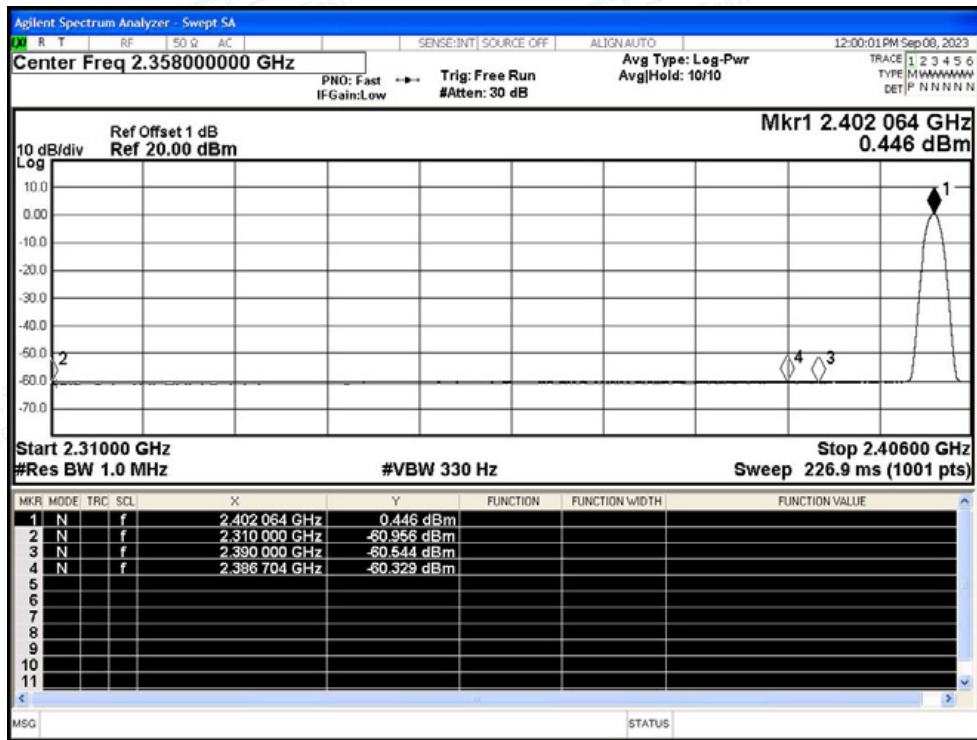 Agilent Spectrum Analyzer - Swept SA
LXI R T RF 50 Ω AC SENSE:INT SOURCE OFF ALIGNAUTO 12:00:01 PM Sep 08, 2023
Center Freq 2.358000000 GHz
PNO: Fast
IFGain:Low
Trig: Free Run
#Atten: 30 dB
Avg Type: Log-Pwr
Avg|Hold: 10/10
TRACE 1 2 3 4 5 6
TYPE M WWWWW
DET P N N N N N
Mkr1 2.402 064 GHz
0.446 dBm
Ref Offset 1 dB
10 dB/div Ref 20.00 dBm
Log
10.0
0.00
-10.0
-20.0
-30.0
-40.0
-50.0
-60.0
-70.0
1
2
4
3
Start 2.31000 GHz Stop 2.40600 GHz
#Res BW 1.0 MHz #VBW 330 Hz Sweep 226.9 ms (1001 pts)
MKR MODE TRC SCL X Y FUNCTION FUNCTION WIDTH FUNCTION VALUE
1 N f 2.402 064 GHz 0.446 dBm
2 N f 2.310 000 GHz -60.956 dBm
3 N f 2.390 000 GHz -60.544 dBm
4 N f 2.386 704 GHz -60.329 dBm
5
6
7
8
9
10
11
MSG STATUS